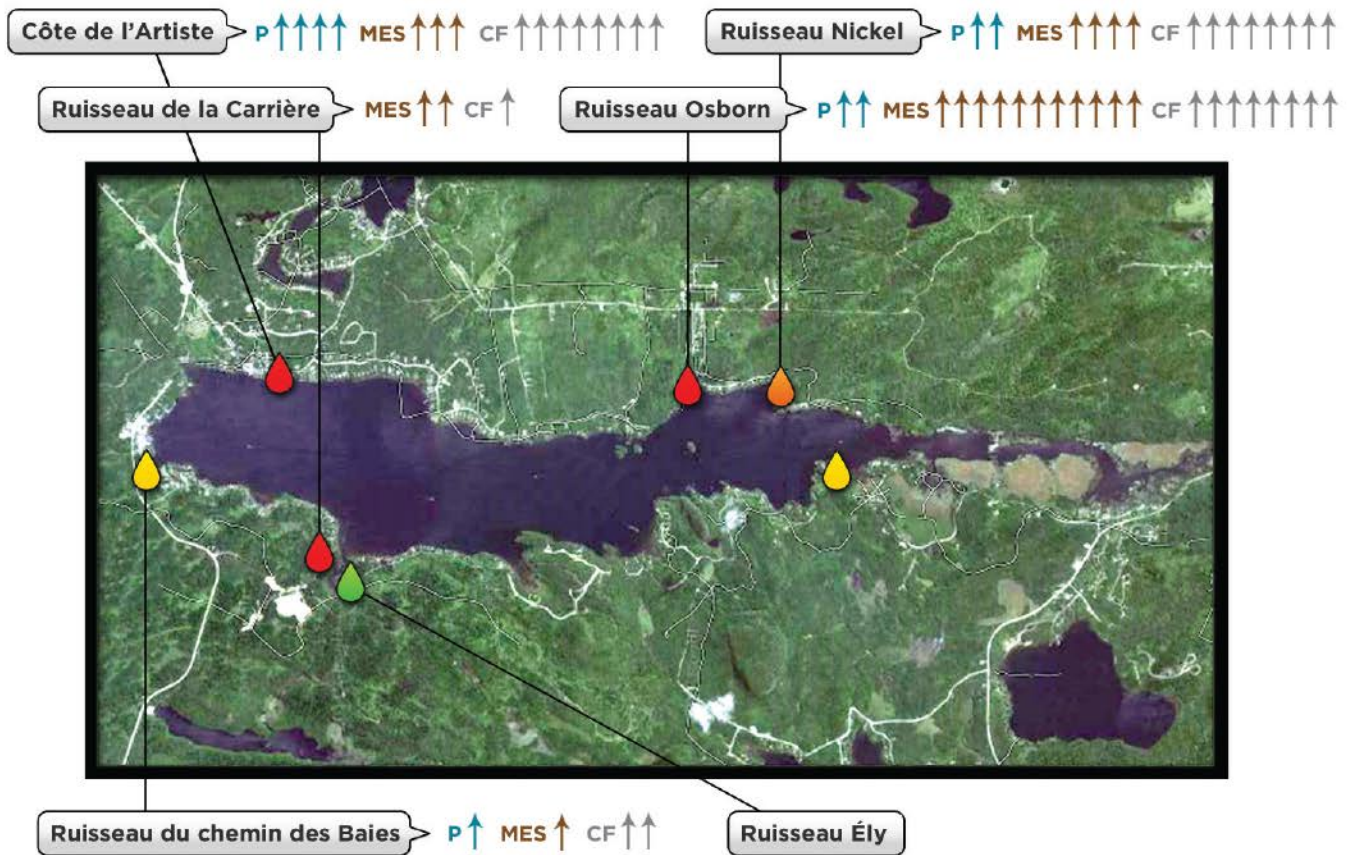 Côte de l'Artiste P ↑↑↑↑ MES ↑↑↑ CF ↑↑↑↑↑↑↑↑
Ruisseau Nickel P ↑↑ MES ↑↑↑↑ CF ↑↑↑↑↑↑↑↑
Ruisseau de la Carrière MES ↑↑ CF ↑
Ruisseau Osborn P ↑↑ MES ↑↑↑↑↑↑↑↑↑↑↑ CF ↑↑↑↑↑↑↑↑
Ruisseau du chemin des Baies P ↑ MES ↑ CF ↑↑
Ruisseau Ély